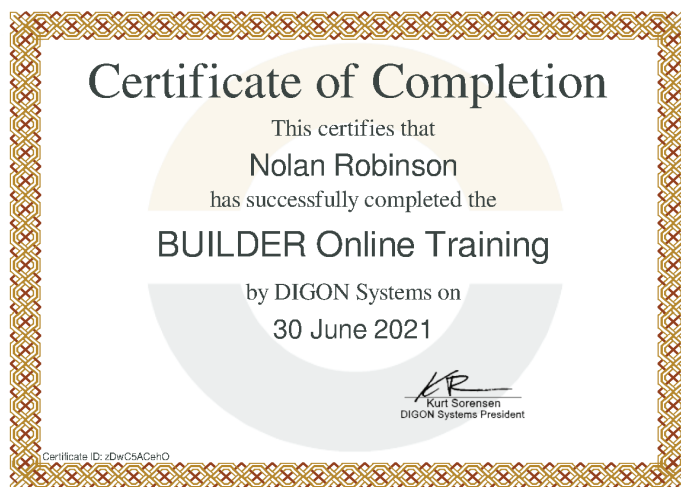 Certificate of Completion
This certifies that
Nolan Robinson
has successfully completed the
BUILDER Online Training
by DIGON Systems on
30 June 2021
KR
Kurt Sorensen
DIGON Systems President
Certificate ID: zDwC5ACehO